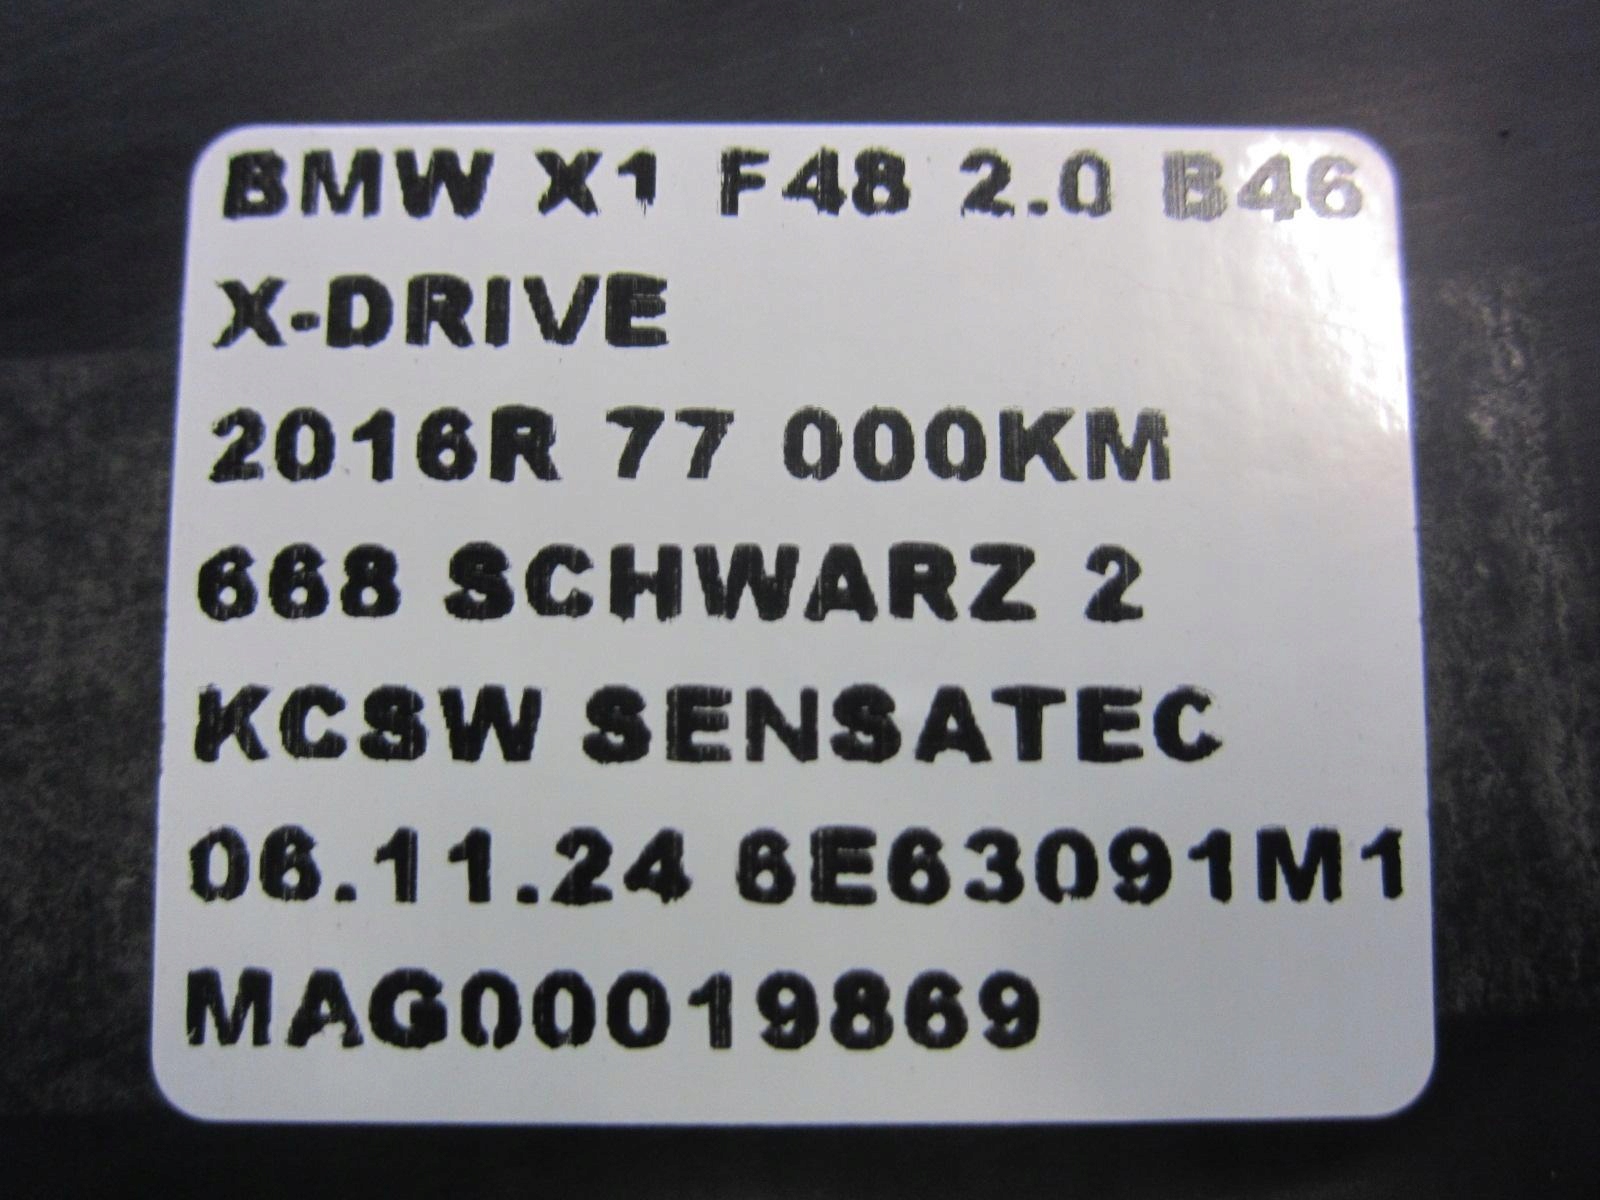 BMW X1 F48 2.0 B46
X-DRIVE
2016R 77 000KM
668 SCHWARZ 2
KCSW SENSATEC
06.11.24 6E63091M1
MAG00019869